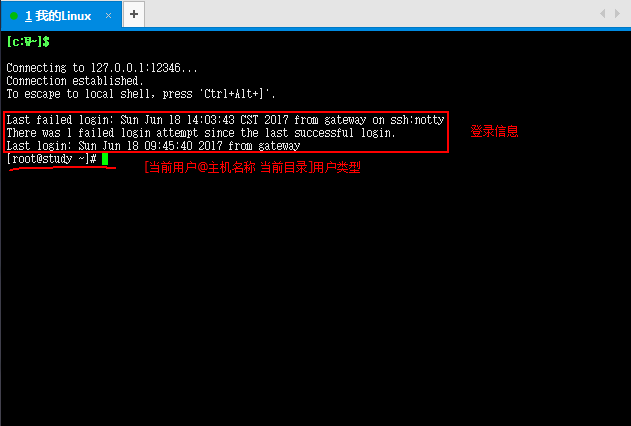 1 我的Linux
[c:\~]$
Connecting to 127.0.0.1:12346...
Connection established.
To escape to local shell, press 'Ctrl+Alt+]'.
Last failed login: Sun Jun 18 14:03:43 CST 2017 from gateway on ssh:notty
There was 1 failed login attempt since the last successful login.
登录信息
Last login: Sun Jun 18 09:45:40 2017 from gateway
[root@study ~]#
[当前用户@主机名称 当前目录]用户类型